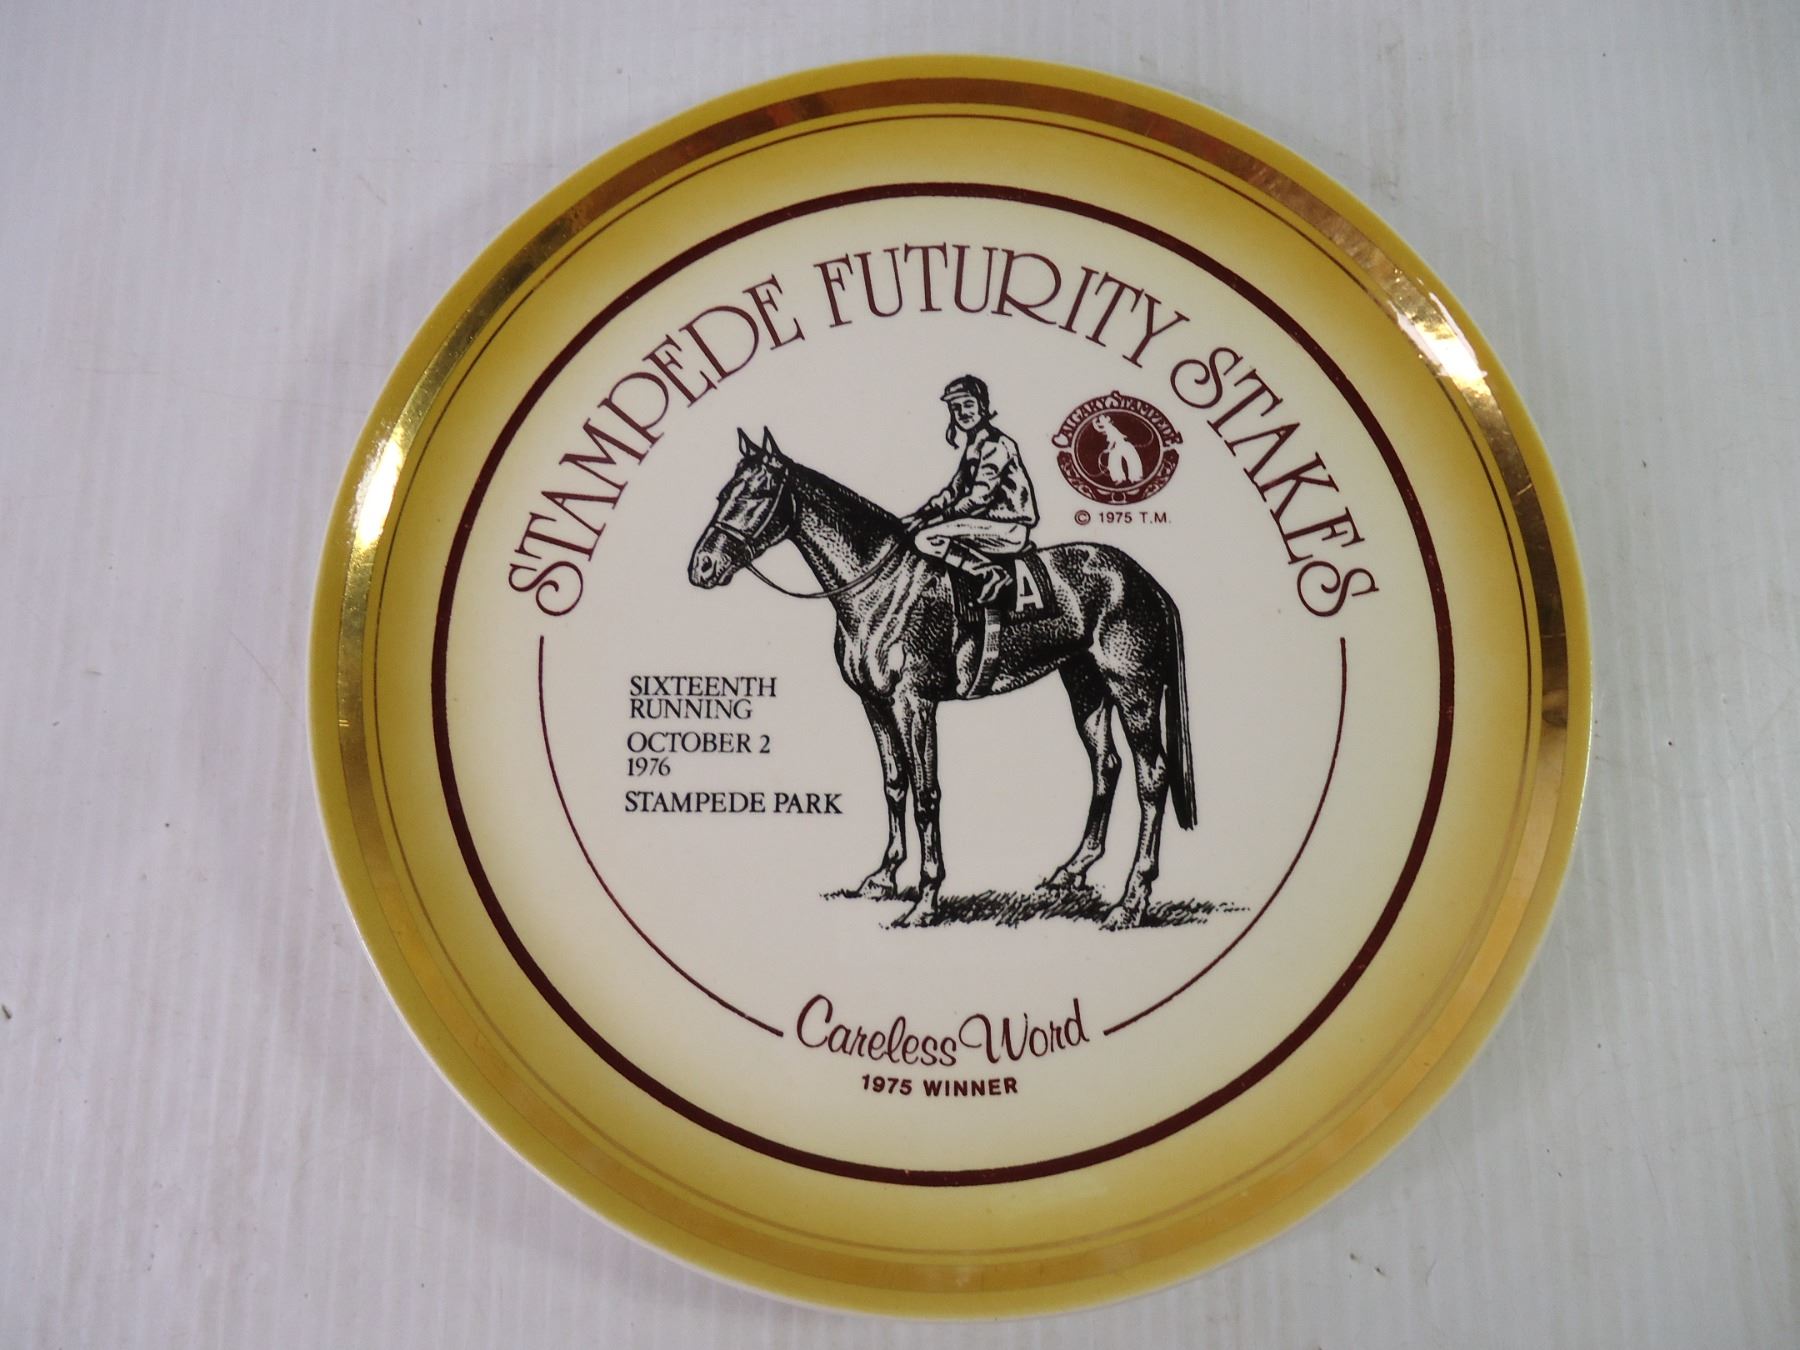 STAMPEDE FUTURITY STAKES
CALGARY STAMPEDE
© 1975 T.M.
A
SIXTEENTH
RUNNING
OCTOBER 2
1976
STAMPEDE PARK
Careless Word
1975 WINNER